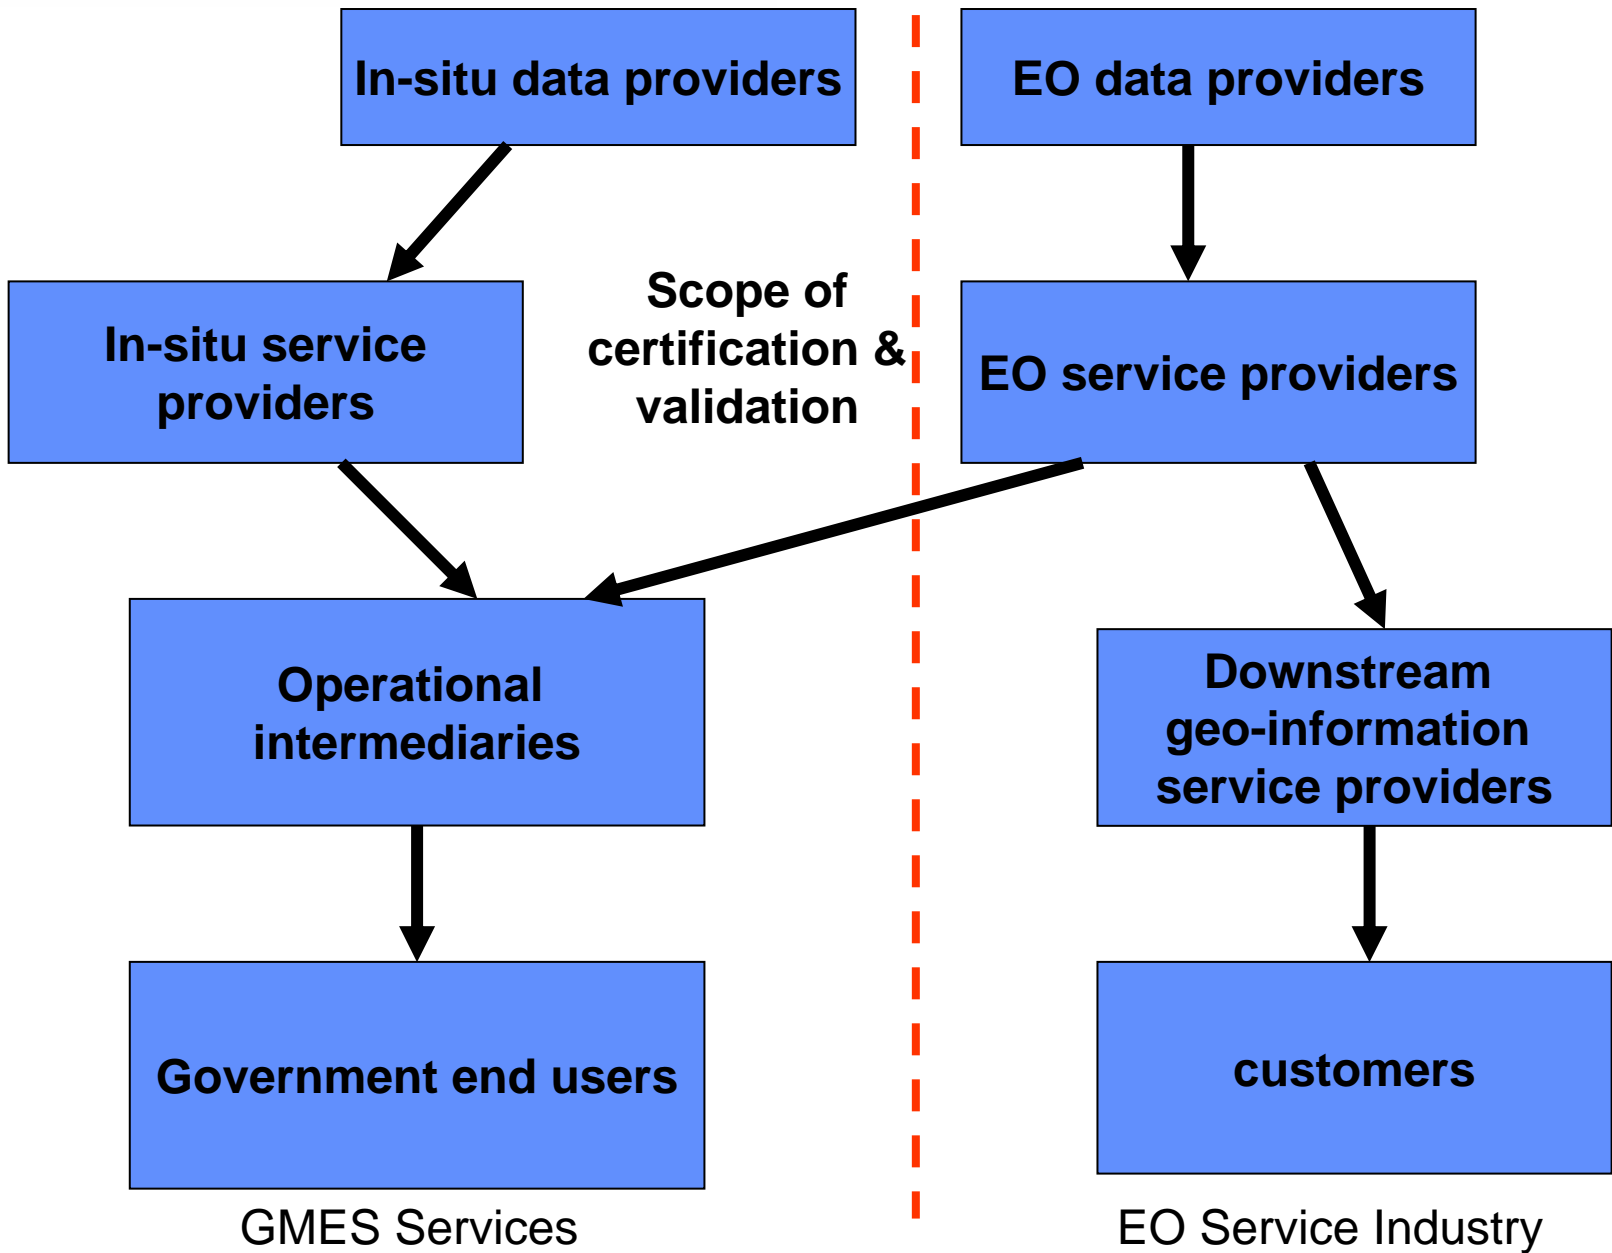 In-situ data providers
EO data providers
In-situ service
providers
Scope of
certification &
validation
EO service providers
Operational
intermediaries
Downstream
geo-information
service providers
Government end users
customers
GMES Services
EO Service Industry